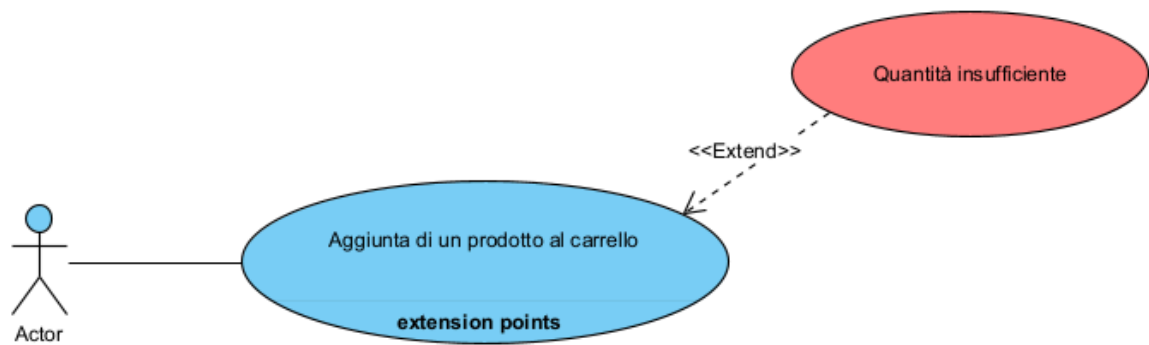 Quantità insufficiente
<<Extend>>
Aggiunta di un prodotto al carrello
extension points
Actor